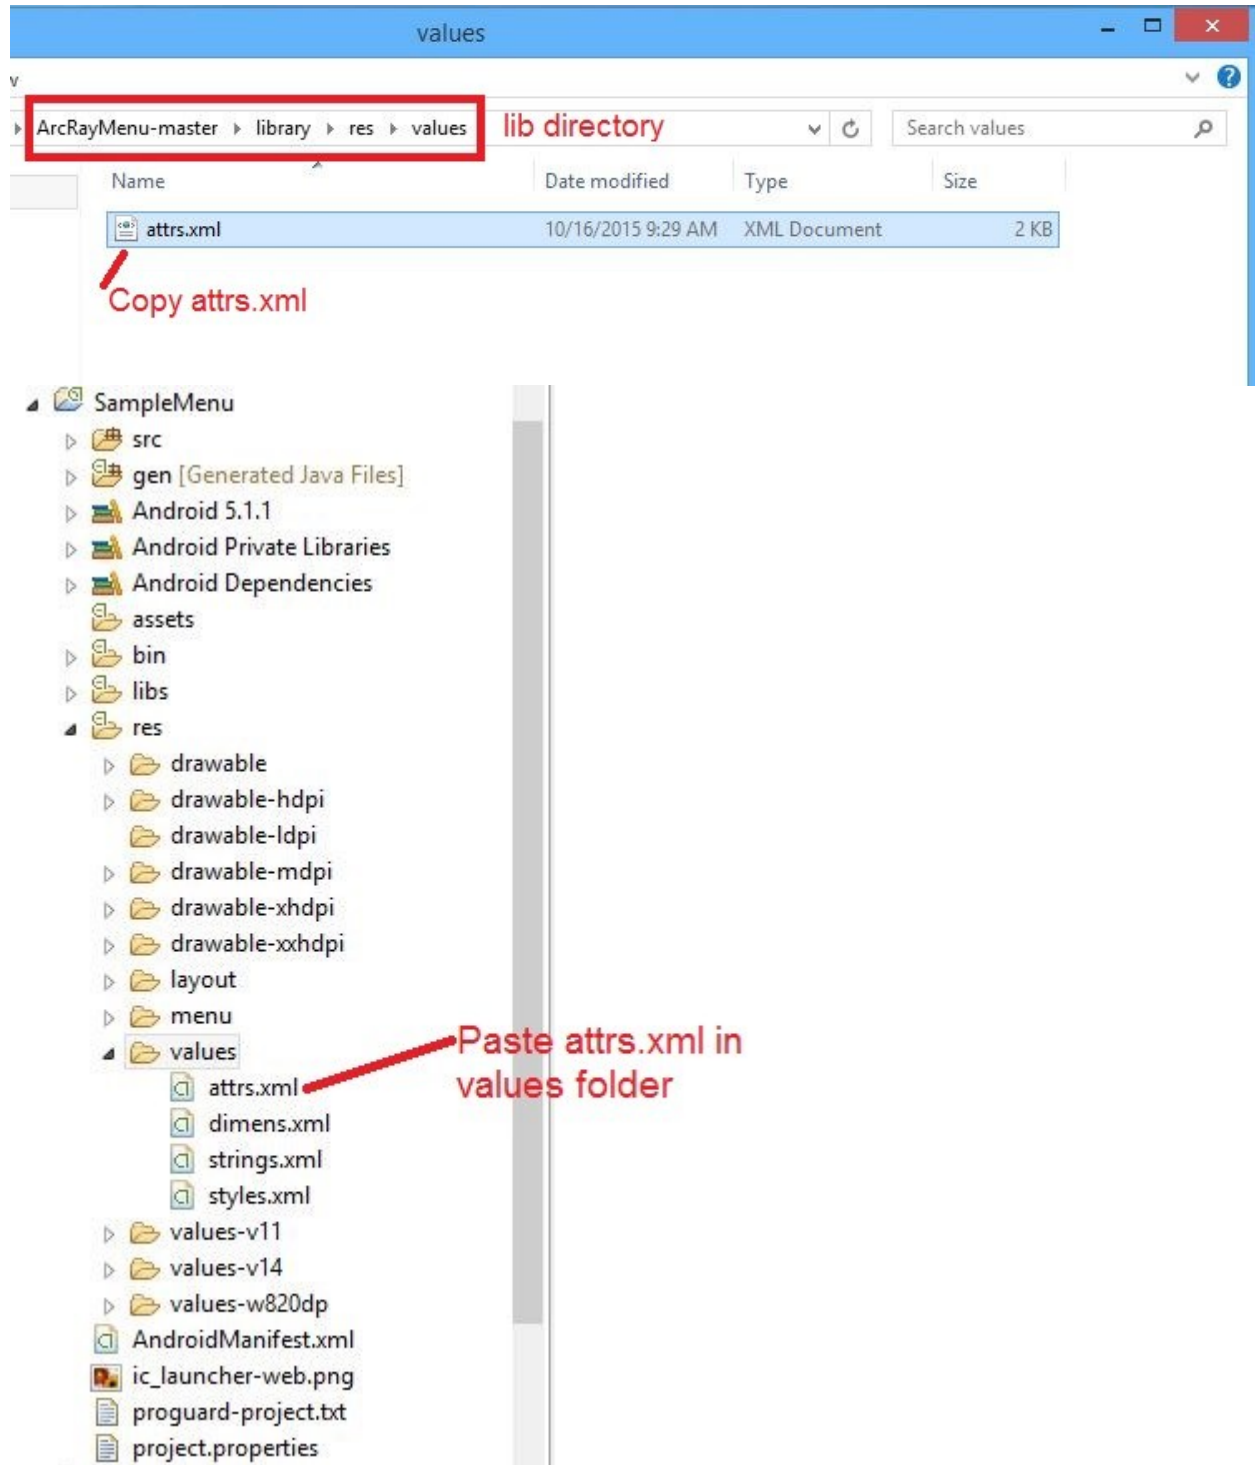 values
ArcRayMenu-master library res values lib directory Search values
Name Date modified Type Size
attrs.xml 10/16/2015 9:29 AM XML Document 2 KB
Copy attrs.xml
SampleMenu
src
gen [Generated Java Files]
Android 5.1.1
Android Private Libraries
Android Dependencies
assets
bin
libs
res
drawable
drawable-hdpi
drawable-ldpi
drawable-mdpi
drawable-xhdpi
drawable-xxhdpi
layout
menu
Paste attrs.xml in
values
values folder
attrs.xml
dimens.xml
strings.xml
styles.xml
values-v11
values-v14
values-w820dp
AndroidManifest.xml
ic_launcher-web.png
proguard-project.txt
project.properties